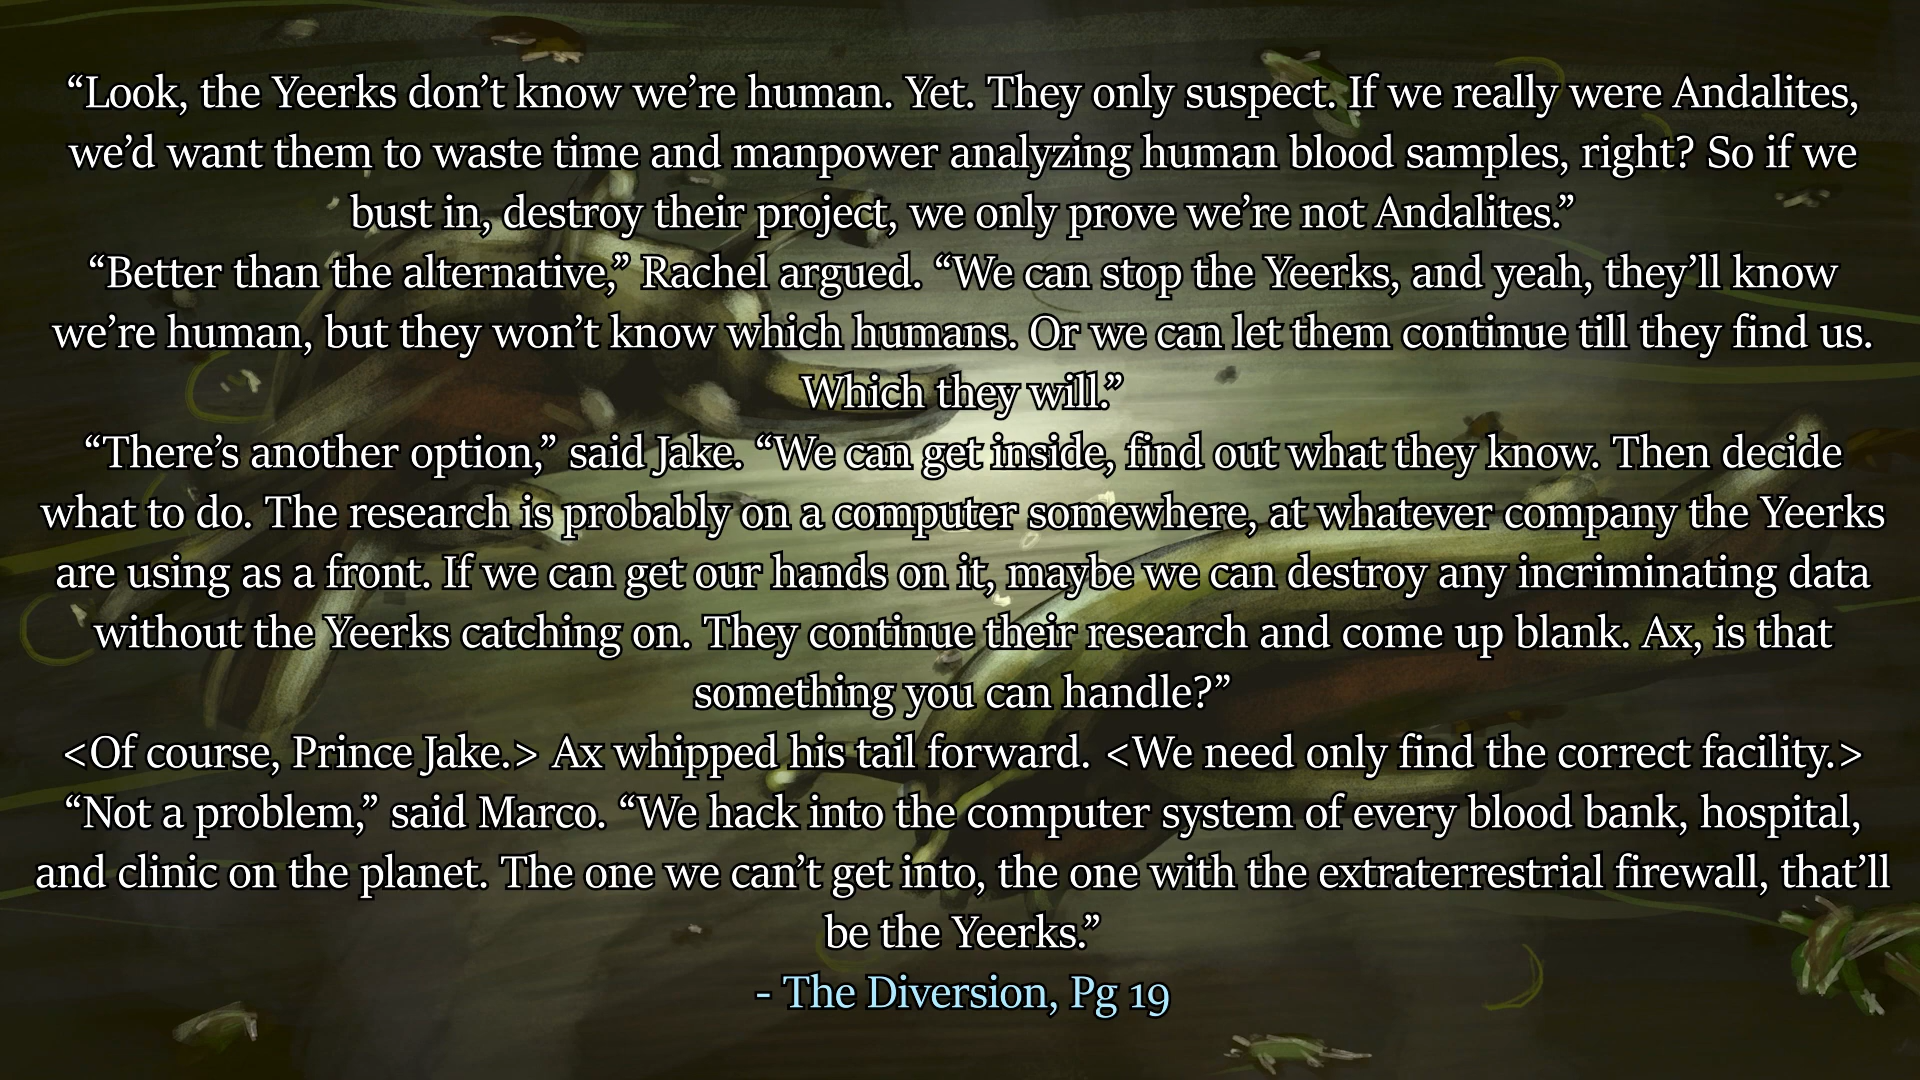 “Look, the Yeerks don’t know we’re human. Yet. They only suspect. If we really were Andalites,
we’d want them to waste time and manpower analyzing human blood samples, right? So if we
bust in, destroy their project, we only prove we’re not Andalites.”
“Better than the alternative,” Rachel argued. “We can stop the Yeerks, and yeah, they’ll know
we’re human, but they won’t know which humans. Or we can let them continue till they find us.
Which they will.”
“There’s another option,” said Jake. “We can get inside, find out what they know. Then decide
what to do. The research is probably on a computer somewhere, at whatever company the Yeerks
are using as a front. If we can get our hands on it, maybe we can destroy any incriminating data
without the Yeerks catching on. They continue their research and come up blank. Ax, is that
something you can handle?”
<Of course, Prince Jake.> Ax whipped his tail forward. <We need only find the correct facility.>
“Not a problem,” said Marco. “We hack into the computer system of every blood bank, hospital,
and clinic on the planet. The one we can’t get into, the one with the extraterrestrial firewall, that’ll
be the Yeerks.”
- The Diversion, Pg 19